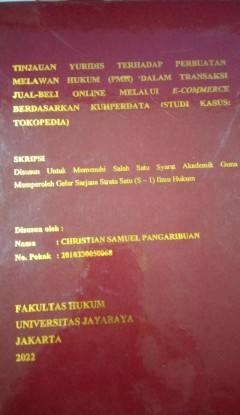 TINJAUAN YURIDIS TERHADAP PERBUATAN
MELAWAN HUKUM (PMH) DALAM TRANSAKSI
JUAL-BELI ONLINE MELALUI E-COMMERCE
BERDASARKAN KUHPERDATA (STUDI KASUS:
TOKOPEDIA)
SKRIPSI
Disusun Untuk Memenuhi Salah Satu Syarat Akademik Guna
Memperoleh Gelar Sarjana Strata Satu (S – 1) Ilmu Hukum
Disusun oleh :
Nama : CHRISTIAN SAMUEL PANGARIBUAN
No. Pokok : 2018330050068
FAKULTAS HUKUM
UNIVERSITAS JAYABAYA
JAKARTA
2022